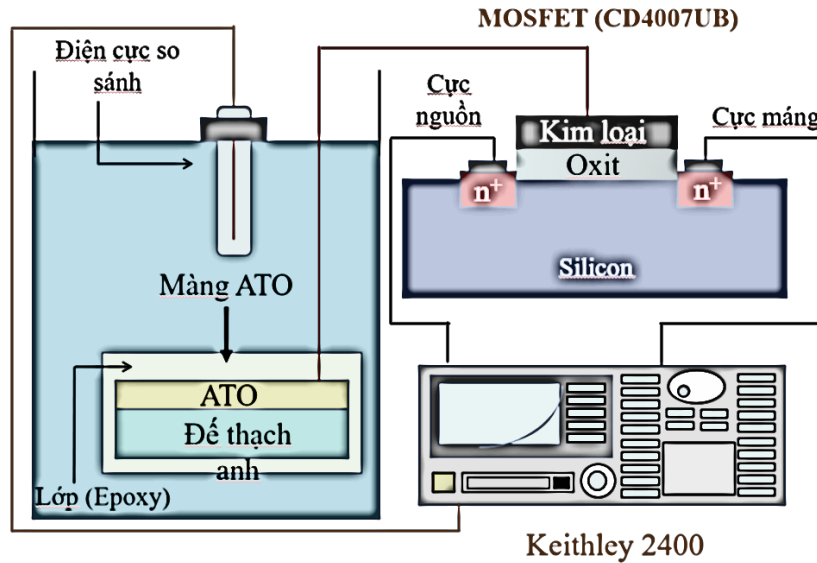 MOSFET (CD4007UB)
Điện cực so
sánh
Cực
nguồn
Kim loại
Cực máng
Oxit
n⁺
n⁺
Silicon
Màng ATO
ATO
Đế thạch
anh
Lớp (Epoxy)
Keithley 2400